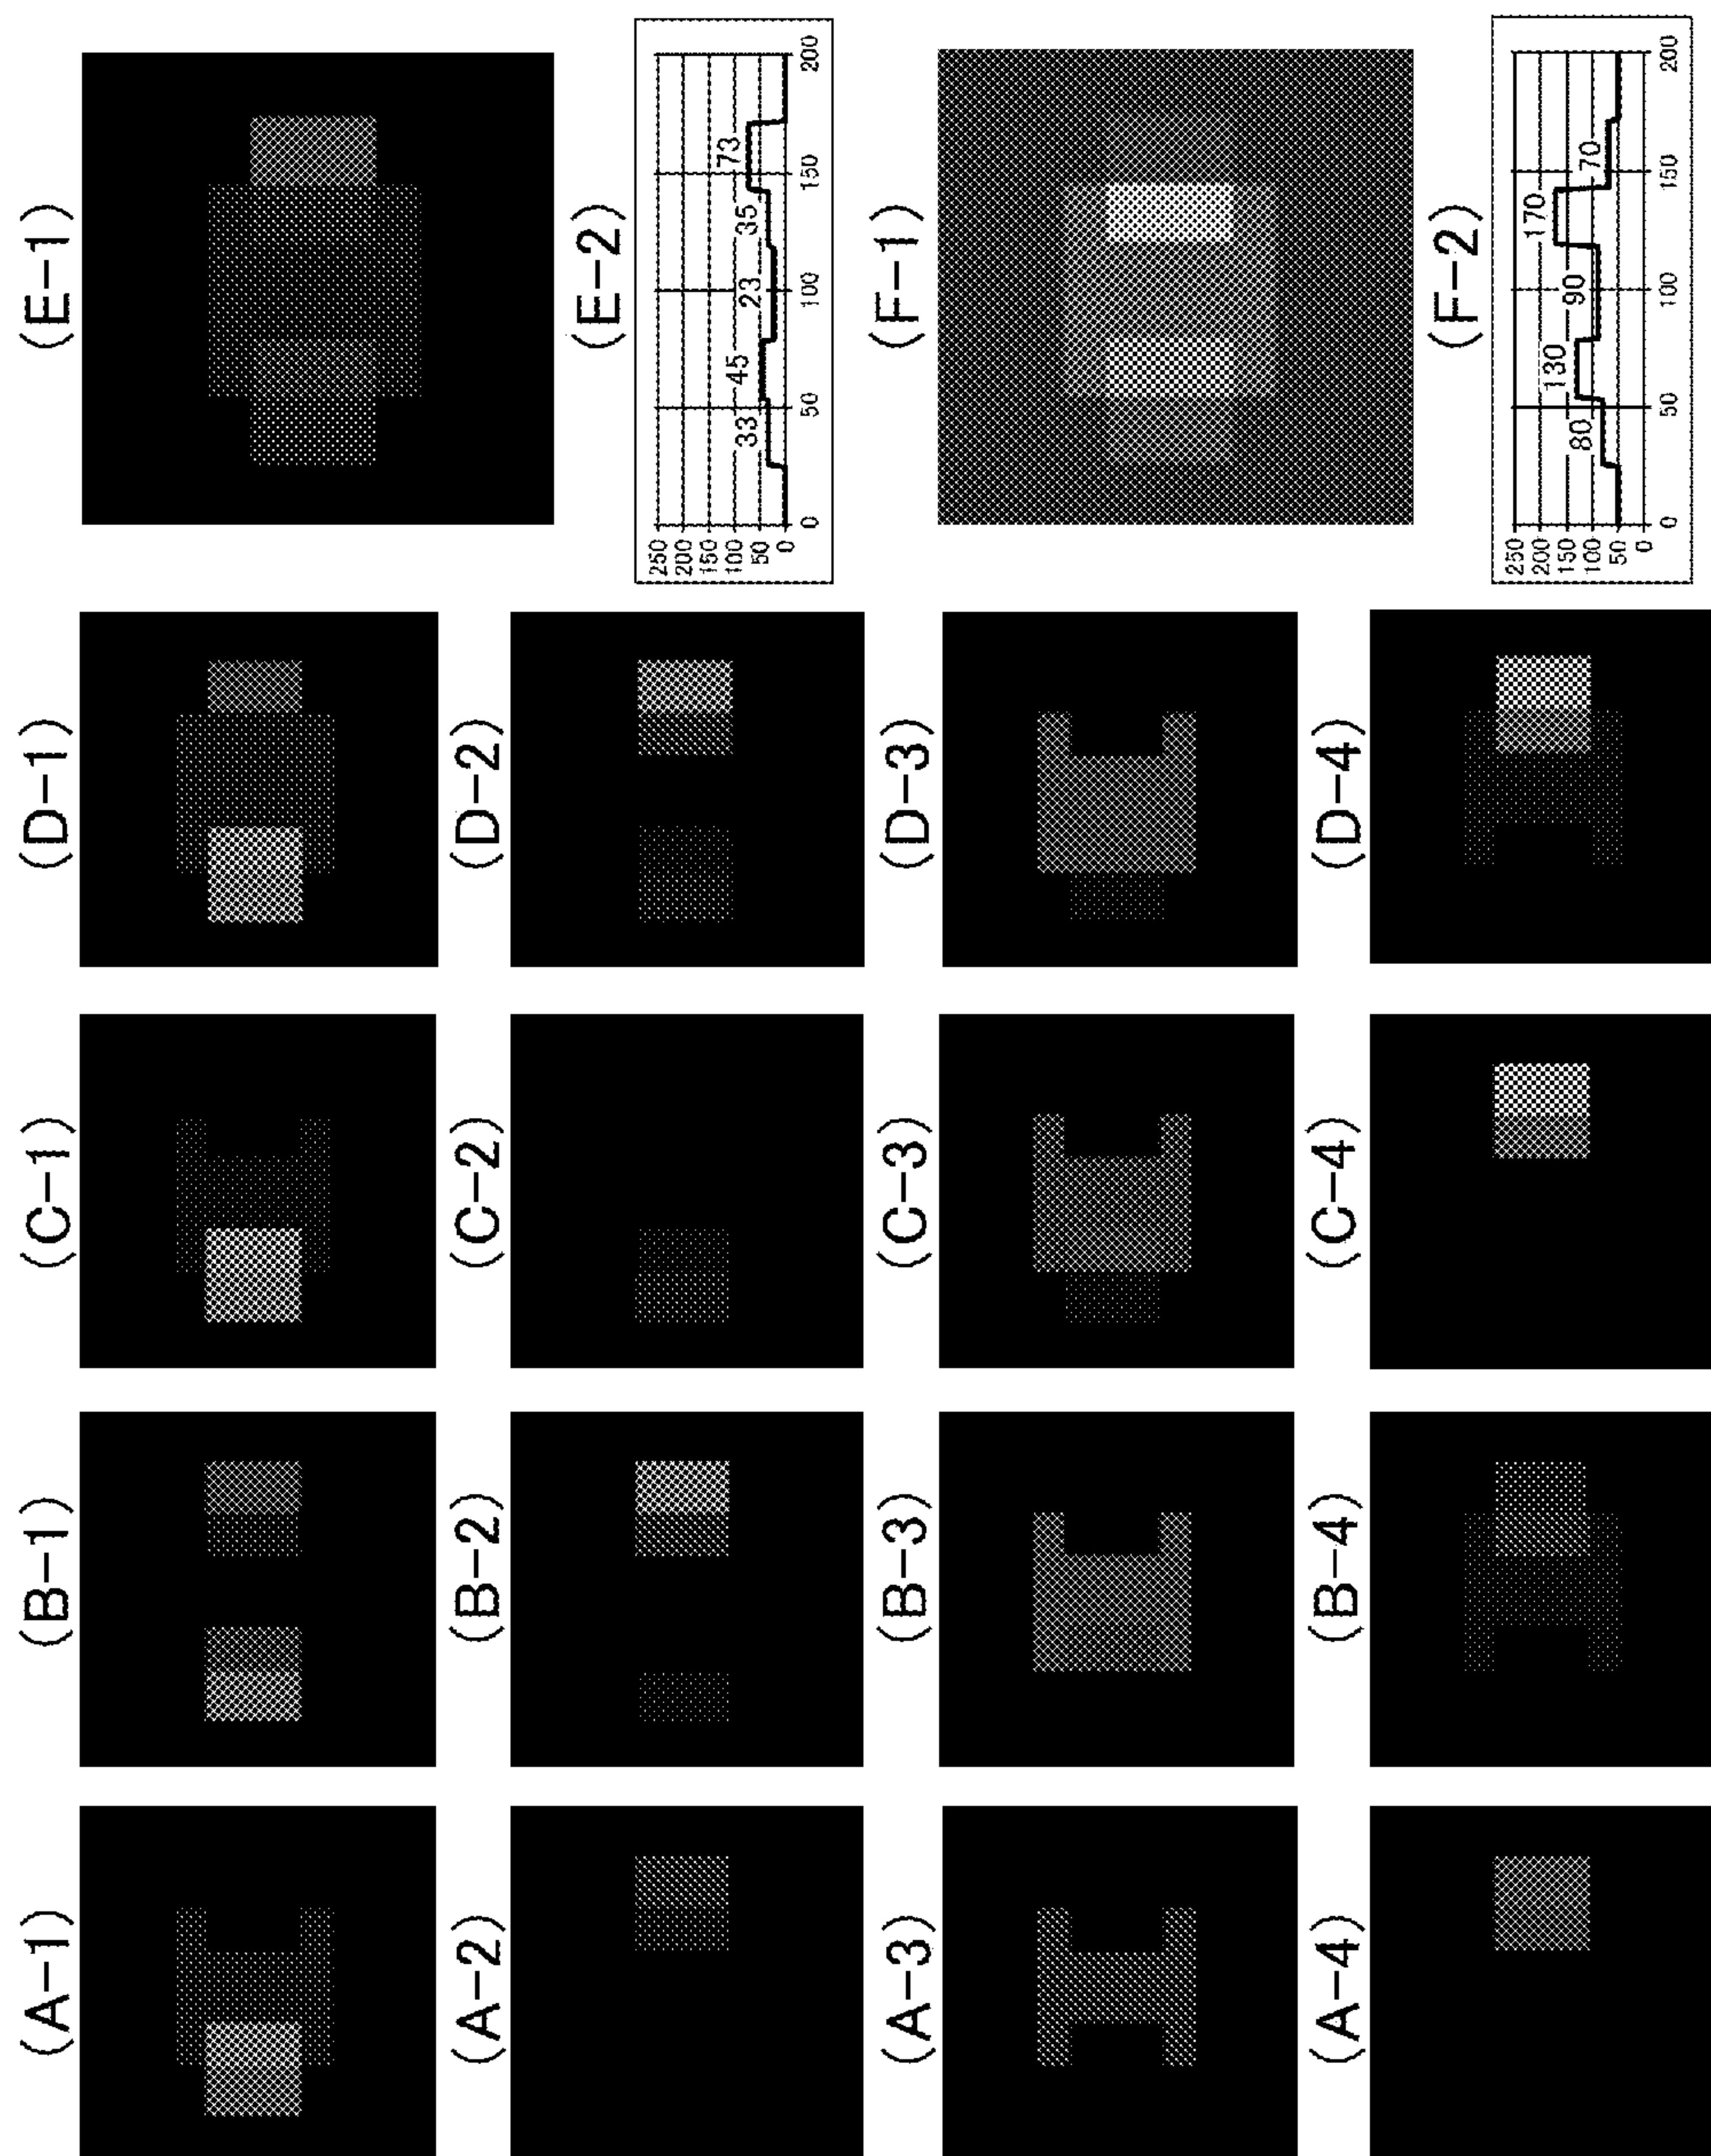 (A-1) (B-1) (C-1) (D-1) (E-1)
(A-2) (B-2) (C-2) (D-2)
(E-2)
250
200
150
100
50
0
33 45 23 35 73
0 50 100 150 200
(A-3) (B-3) (C-3) (D-3) (F-1)
(A-4) (B-4) (C-4) (D-4)
(F-2)
250
200
150
100
50
0
80 130 90 170 70
0 50 100 150 200